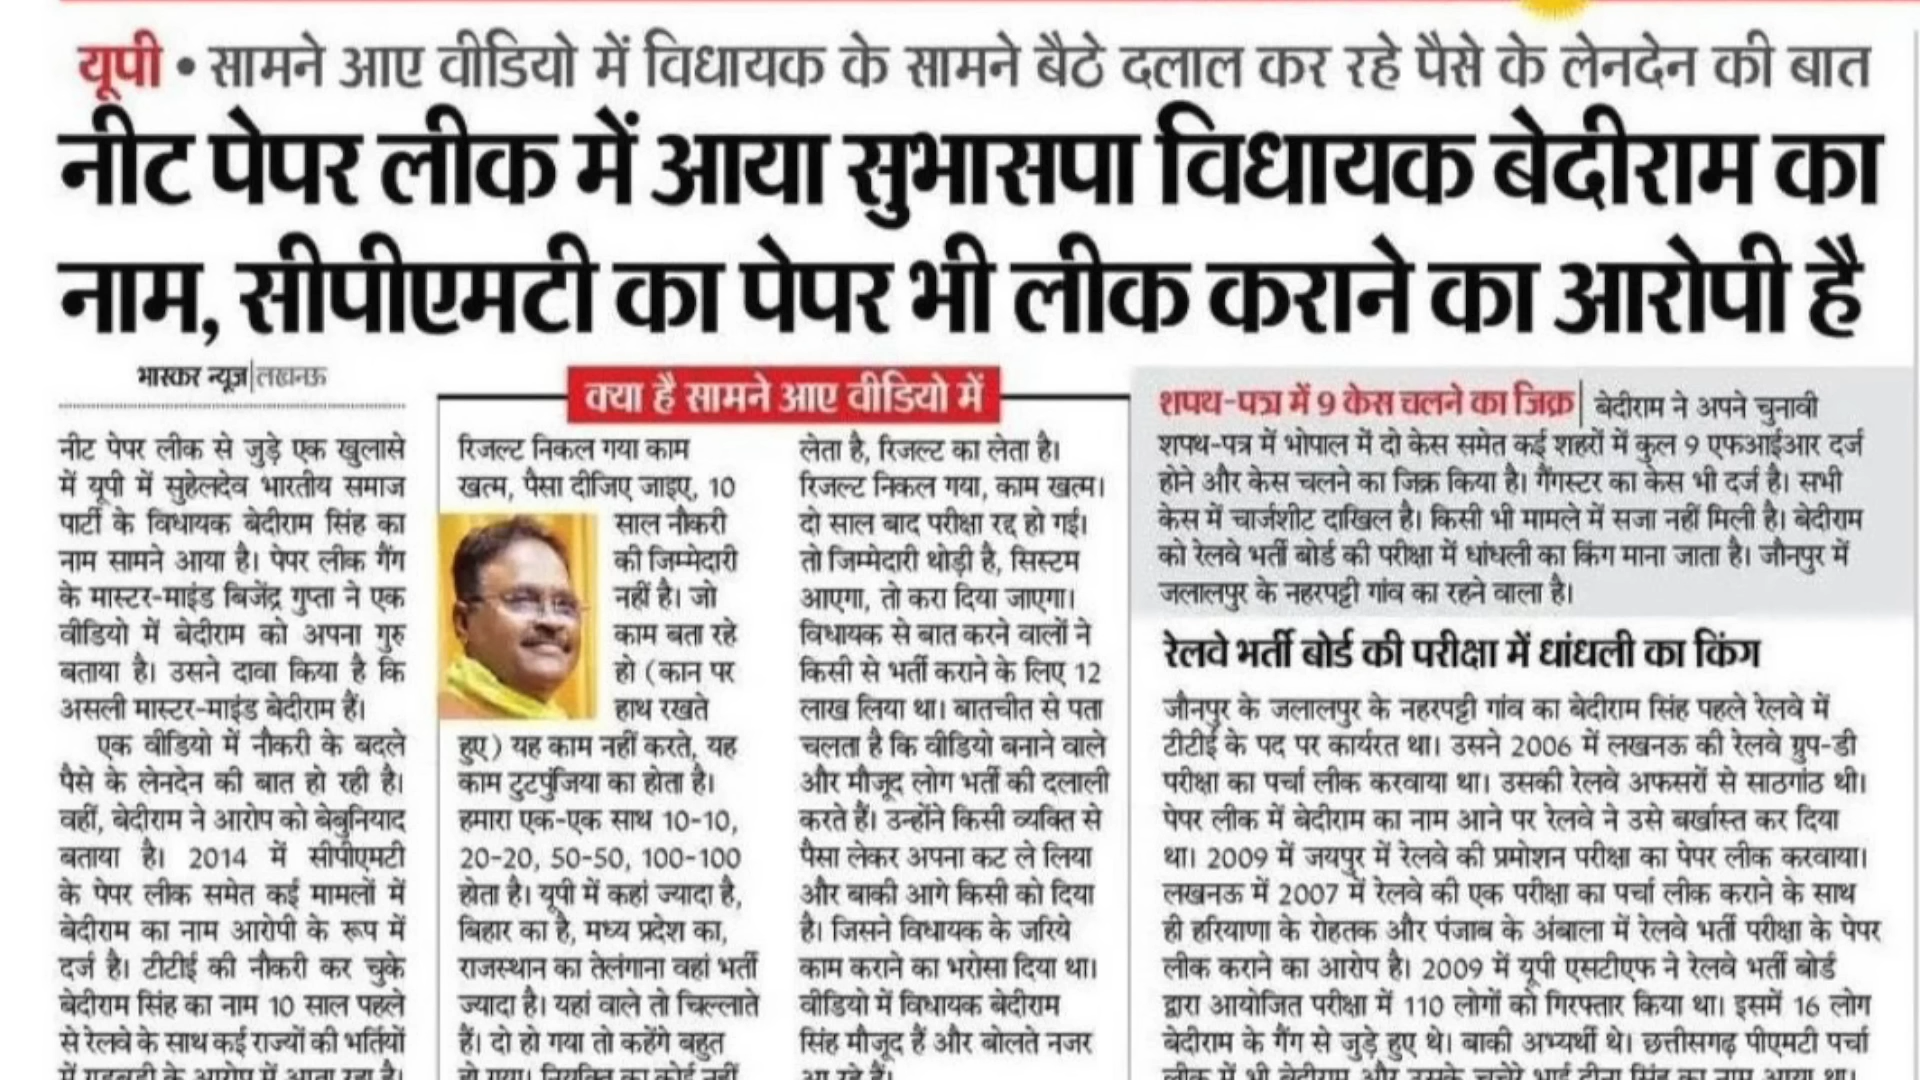 यूपी • सामने आए वीडियो में विधायक के सामने बैठे दलाल कर रहे पैसे के लेनदेन की बात
नीट पेपर लीक में आया सुभासपा विधायक बेदीराम का
नाम, सीपीएमटी का पेपर भी लीक कराने का आरोपी है
भास्कर न्यूज|लखनऊ
नीट पेपर लीक से जुड़े एक खुलासे
में यूपी में सुहेलदेव भारतीय समाज
पार्टी के विधायक बेदीराम सिंह का
नाम सामने आया है। पेपर लीक गैंग
के मास्टर-माइंड बिजेंद्र गुप्ता ने एक
वीडियो में बेदीराम को अपना गुरु
बताया है। उसने दावा किया है कि
असली मास्टर-माइंड बेदीराम हैं।
एक वीडियो में नौकरी के बदले
पैसे के लेनदेन की बात हो रही है।
वहीं, बेदीराम ने आरोप को बेबुनियाद
बताया है। 2014 में सीपीएमटी
के पेपर लीक समेत कई मामलों में
बेदीराम का नाम आरोपी के रूप में
दर्ज है। टीटीई की नौकरी कर चुके
बेदीराम सिंह का नाम 10 साल पहले
से रेलवे के साथ कई राज्यों की भर्तियों
में गड़बड़ी के आरोप में आता रहा है।
क्या है सामने आए वीडियो में
रिजल्ट निकल गया काम
खत्म, पैसा दीजिए जाइए, 10
साल नौकरी
की जिम्मेदारी
नहीं है। जो
काम बता रहे
हो (कान पर
हाथ रखते
हुए) यह काम नहीं करते, यह
काम टुटपुंजिया का होता है।
हमारा एक-एक साथ 10-10,
20-20, 50-50, 100-100
होता है। यूपी में कहां ज्यादा है,
बिहार का है, मध्य प्रदेश का,
राजस्थान का तेलंगाना वहां भर्ती
ज्यादा है। यहां वाले तो चिल्लाते
हैं। दो हो गया तो कहेंगे बहुत
हो गया। नियुक्ति का कोई नहीं
लेता है, रिजल्ट का लेता है।
रिजल्ट निकल गया, काम खत्म।
दो साल बाद परीक्षा रद्द हो गई।
तो जिम्मेदारी थोड़ी है, सिस्टम
आएगा, तो करा दिया जाएगा।
विधायक से बात करने वालों ने
किसी से भर्ती कराने के लिए 12
लाख लिया था। बातचीत से पता
चलता है कि वीडियो बनाने वाले
और मौजूद लोग भर्ती की दलाली
करते हैं। उन्होंने किसी व्यक्ति से
पैसा लेकर अपना कट ले लिया
और बाकी आगे किसी को दिया
है। जिसने विधायक के जरिये
काम कराने का भरोसा दिया था।
वीडियो में विधायक बेदीराम
सिंह मौजूद हैं और बोलते नजर
आ रहे हैं।
शपथ-पत्र में 9 केस चलने का जिक्र| बेदीराम ने अपने चुनावी
शपथ-पत्र में भोपाल में दो केस समेत कई शहरों में कुल 9 एफआईआर दर्ज
होने और केस चलने का जिक्र किया है। गैंगस्टर का केस भी दर्ज है। सभी
केस में चार्जशीट दाखिल है। किसी भी मामले में सजा नहीं मिली है। बेदीराम
को रेलवे भर्ती बोर्ड की परीक्षा में धांधली का किंग माना जाता है। जौनपुर में
जलालपुर के नहरपट्टी गांव का रहने वाला है।
रेलवे भर्ती बोर्ड की परीक्षा में धांधली का किंग
जौनपुर के जलालपुर के नहरपट्टी गांव का बेदीराम सिंह पहले रेलवे में
टीटीई के पद पर कार्यरत था। उसने 2006 में लखनऊ की रेलवे ग्रुप-डी
परीक्षा का पर्चा लीक करवाया था। उसकी रेलवे अफसरों से साठगांठ थी।
पेपर लीक में बेदीराम का नाम आने पर रेलवे ने उसे बर्खास्त कर दिया
था। 2009 में जयपुर में रेलवे की प्रमोशन परीक्षा का पेपर लीक करवाया।
लखनऊ में 2007 में रेलवे की एक परीक्षा का पर्चा लीक कराने के साथ
ही हरियाणा के रोहतक और पंजाब के अंबाला में रेलवे भर्ती परीक्षा के पेपर
लीक कराने का आरोप है। 2009 में यूपी एसटीएफ ने रेलवे भर्ती बोर्ड
द्वारा आयोजित परीक्षा में 110 लोगों को गिरफ्तार किया था। इसमें 16 लोग
बेदीराम के गैंग से जुड़े हुए थे। बाकी अभ्यर्थी थे। छत्तीसगढ़ पीएमटी पर्चा
लीक में भी बेदीराम और उसके चचेरे भाई दीना सिंह का नाम आया था।